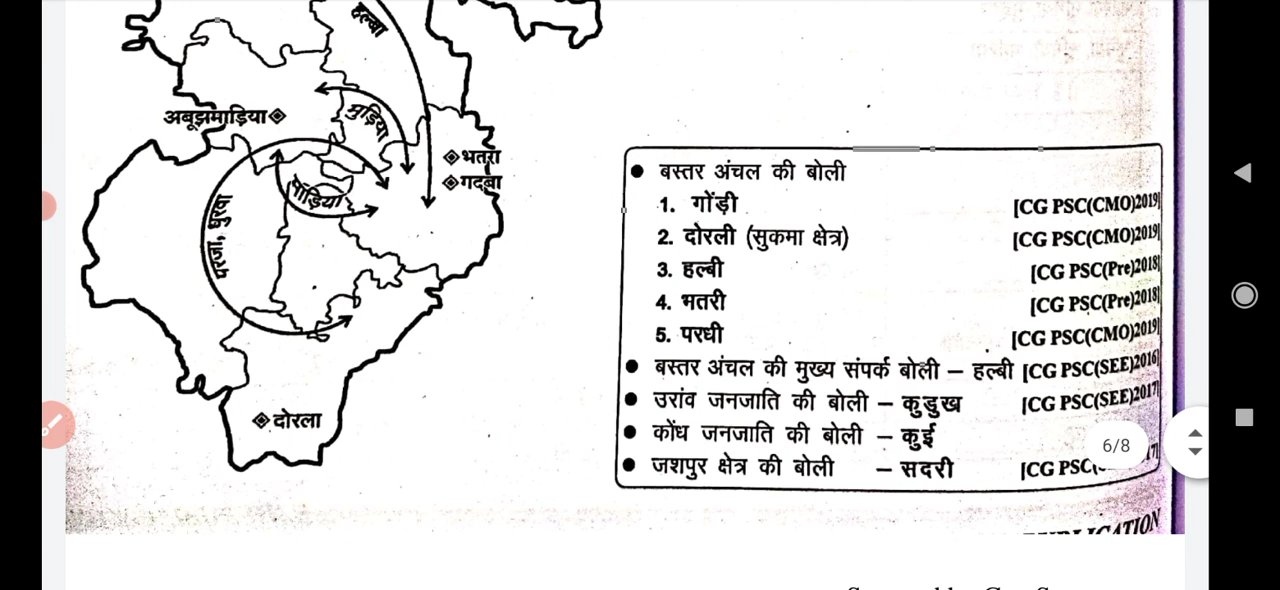 हल्बा
मुड़िया
अबूझमाड़िया
भतरा
गदबा
माड़िया
परजा, धुरवा
दोरला
बस्तर अंचल की बोली
1. गोंड़ी [CG PSC(CMO)2019]
2. दोरली (सुकमा क्षेत्र) [CG PSC(CMO)2019]
3. हल्बी [CG PSC(Pre)2018]
4. भतरी [CG PSC(Pre)2018]
5. परधी [CG PSC(CMO)2019]
बस्तर अंचल की मुख्य संपर्क बोली – हल्बी [CG PSC(SEE)2016]
उरांव जनजाति की बोली – कुडुख [CG PSC(SEE)2017]
कोंध जनजाति की बोली – कुई
जशपुर क्षेत्र की बोली – सदरी [CG PSC( 17]
6/8